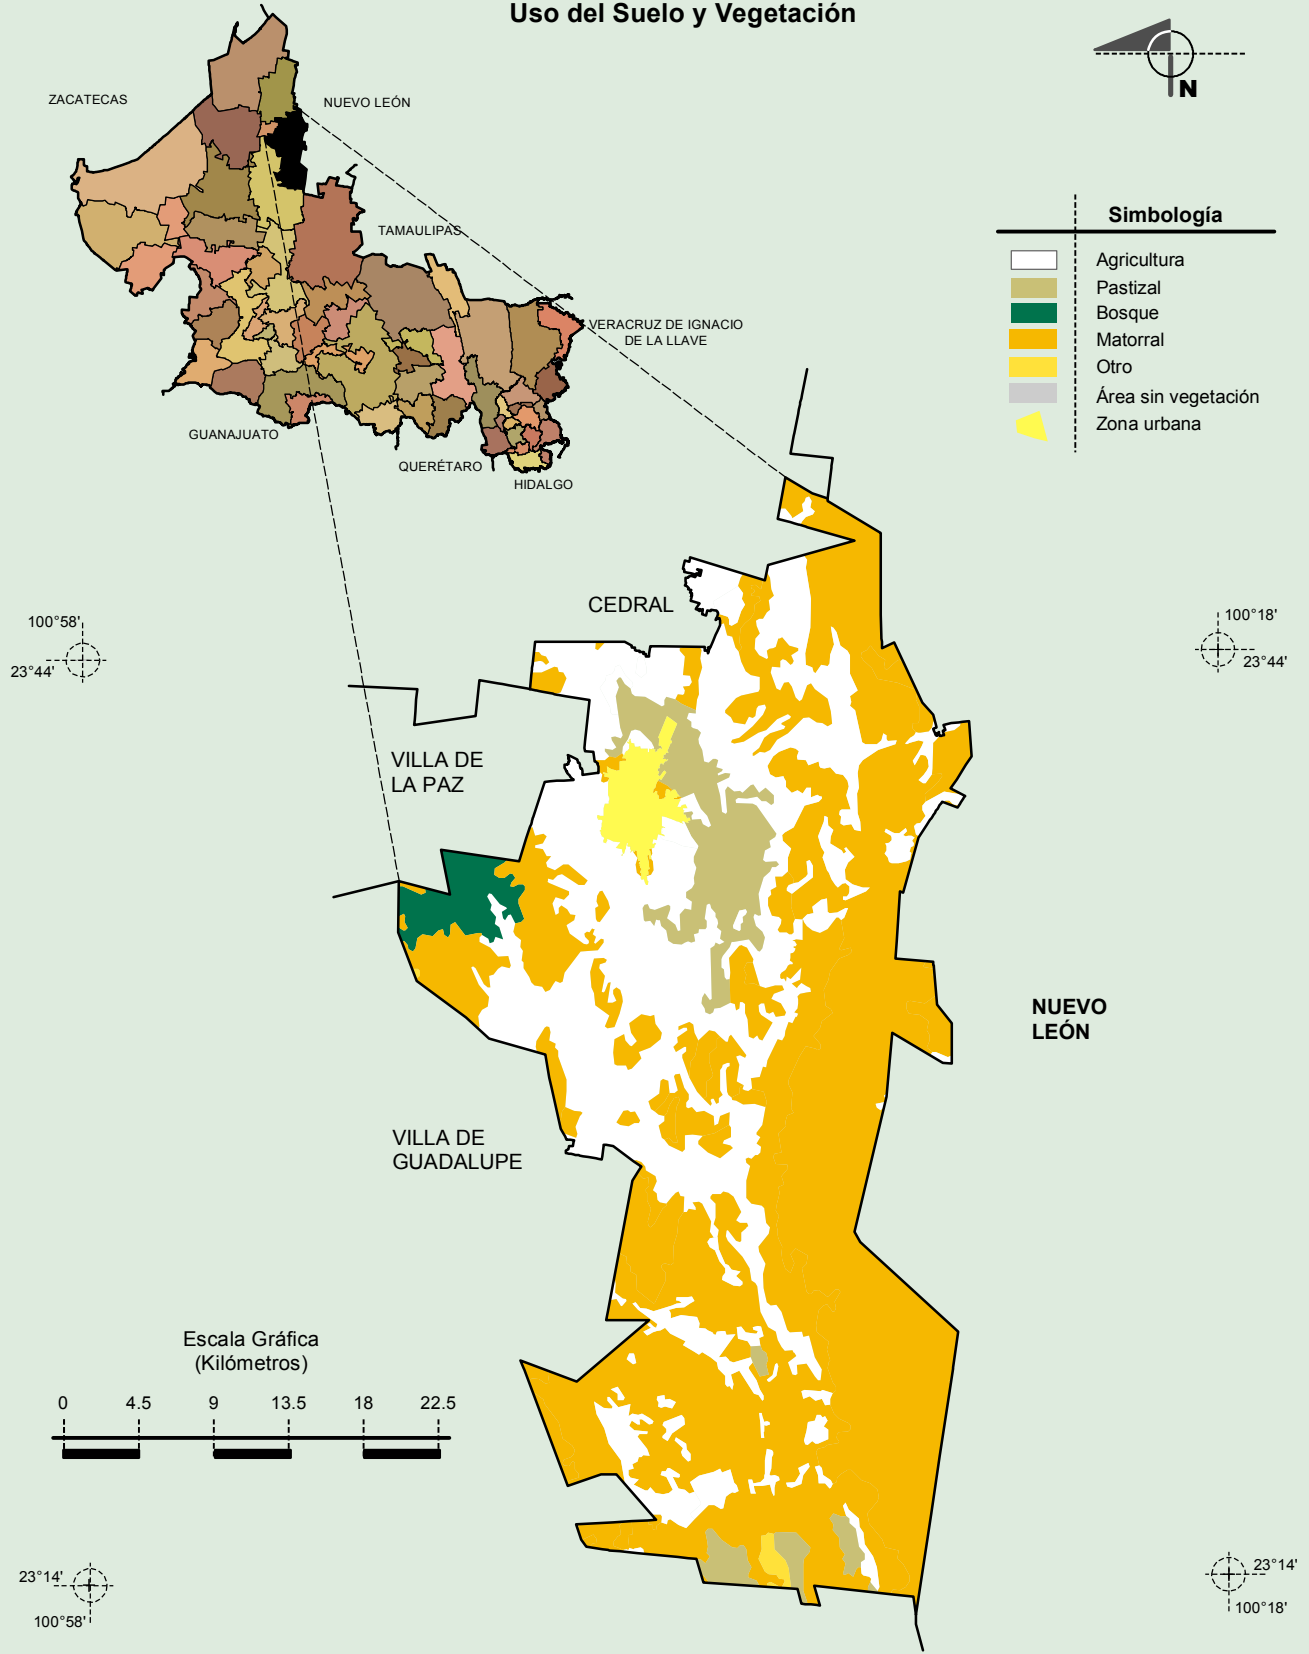 Uso del Suelo y Vegetación
N
ZACATECAS
NUEVO LEÓN
TAMAULIPAS
VERACRUZ DE IGNACIO
DE LA LLAVE
GUANAJUATO
QUERÉTARO
HIDALGO
Simbología
Agricultura
Pastizal
Bosque
Matorral
Otro
Área sin vegetación
Zona urbana
100°58'
23°44'
100°18'
23°44'
CEDRAL
VILLA DE
LA PAZ
NUEVO
LEÓN
VILLA DE
GUADALUPE
Escala Gráfica
(Kilómetros)
0 4.5 9 13.5 18 22.5
23°14'
100°58'
23°14'
100°18'